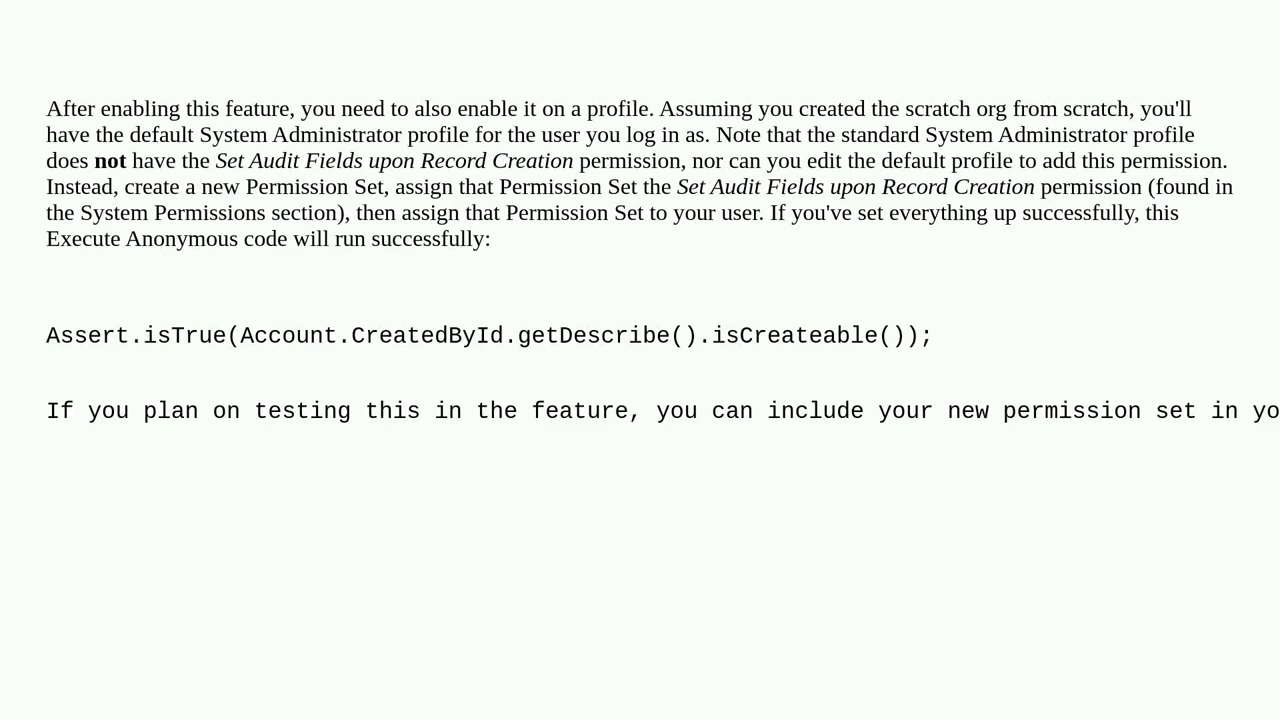 After enabling this feature, you need to also enable it on a profile. Assuming you created the scratch org from scratch, you'll
have the default System Administrator profile for the user you log in as. Note that the standard System Administrator profile
does not have the Set Audit Fields upon Record Creation permission, nor can you edit the default profile to add this permission.
Instead, create a new Permission Set, assign that Permission Set the Set Audit Fields upon Record Creation permission (found in
the System Permissions section), then assign that Permission Set to your user. If you've set everything up successfully, this
Execute Anonymous code will run successfully:
Assert.isTrue(Account.CreatedById.getDescribe().isCreateable());
If you plan on testing this in the feature, you can include your new permission set in